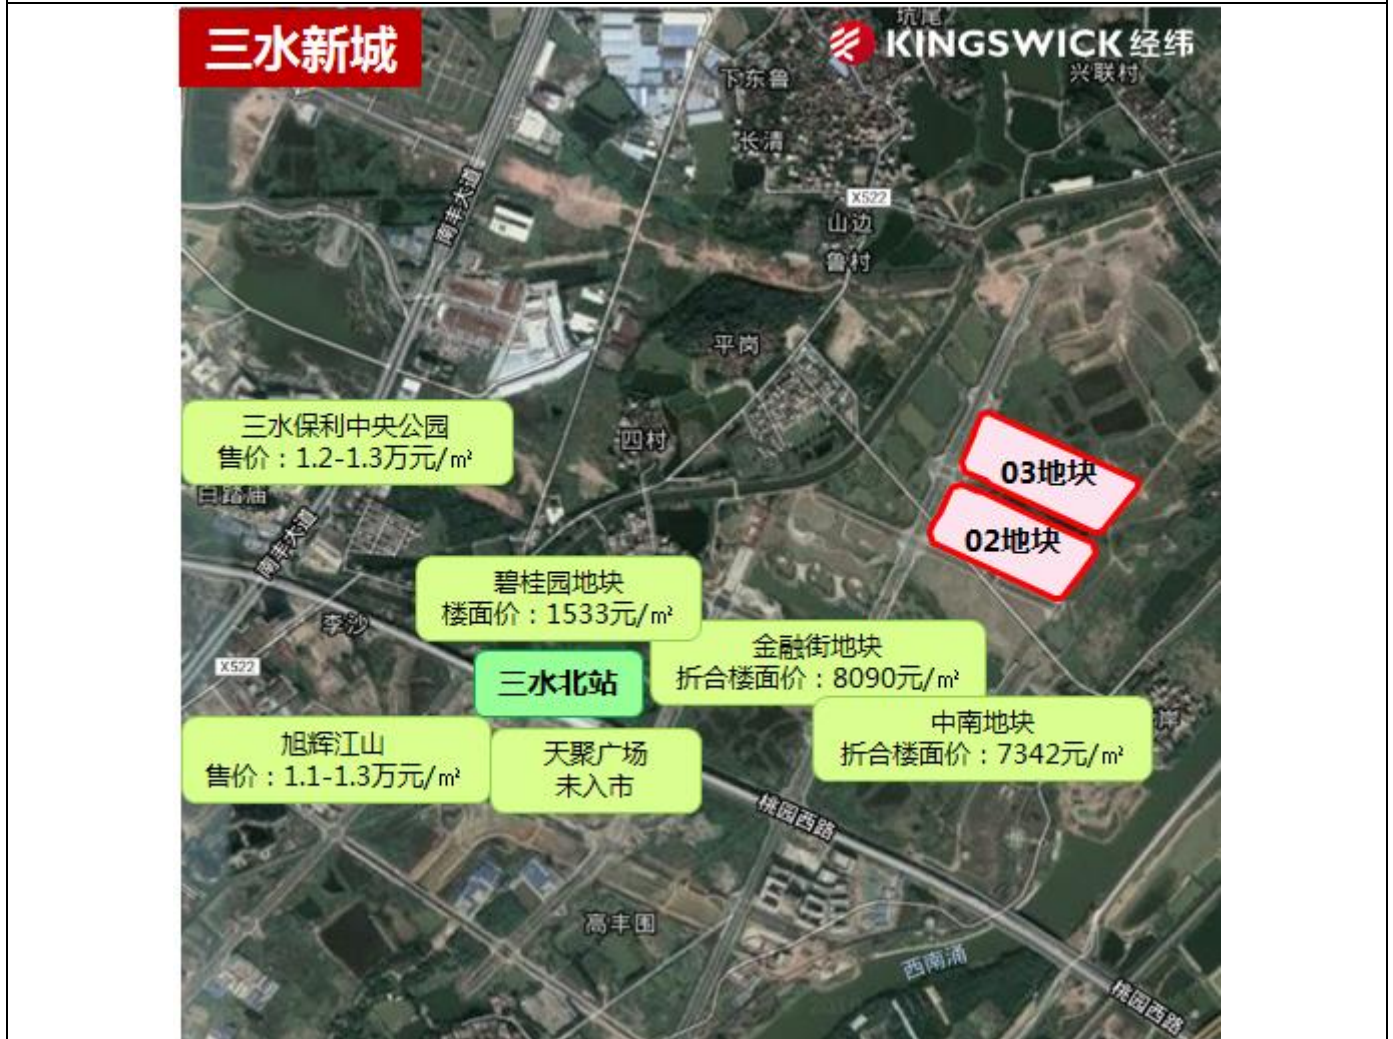 三水新城
坑尾
KINGSWICK 经纬
下东鲁
兴联村
长清
南丰大道
X522
山边
鲁村
平岗
三水保利中央公园
售价：1.2-1.3万元/㎡
四村
03地块
白踏庙
02地块
南丰大道
碧桂园地块
楼面价：1533元/㎡
李沙
金融街地块
折合楼面价：8090元/㎡
X522
三水北站
中南地块
折合楼面价：7342元/㎡
岸
旭辉江山
售价：1.1-1.3万元/㎡
天聚广场
未入市
桃园西路
高丰围
西南涌
桃园西路